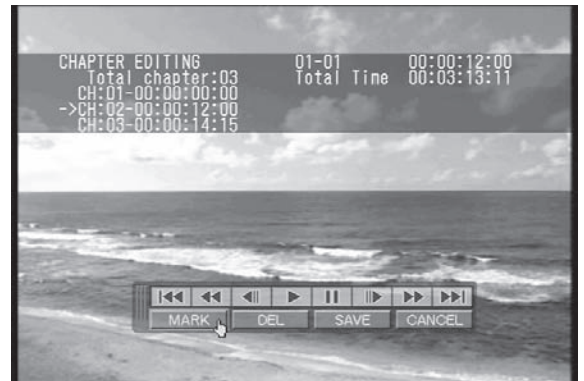 CHAPTER EDITING 01-01 00:00:12:00
Total chapter:03 Total Time 00:03:13:11
CH:01-00:00:00:00
->CH:02-00:00:12:00
CH:03-00:00:14:15
MARK DEL SAVE CANCEL